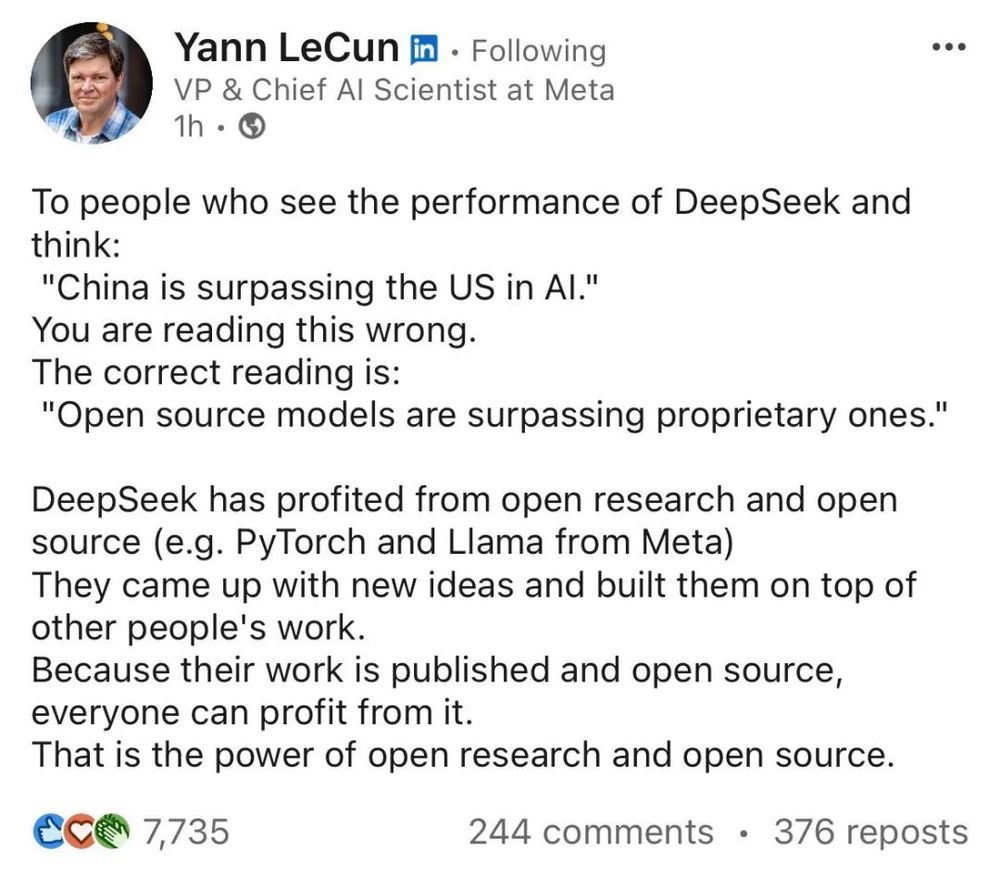 Yann LeCun in • Following
VP & Chief AI Scientist at Meta
1h •
To people who see the performance of DeepSeek and
think:
"China is surpassing the US in AI."
You are reading this wrong.
The correct reading is:
"Open source models are surpassing proprietary ones."
DeepSeek has profited from open research and open
source (e.g. PyTorch and Llama from Meta)
They came up with new ideas and built them on top of
other people's work.
Because their work is published and open source,
everyone can profit from it.
That is the power of open research and open source.
7,735 244 comments • 376 reposts